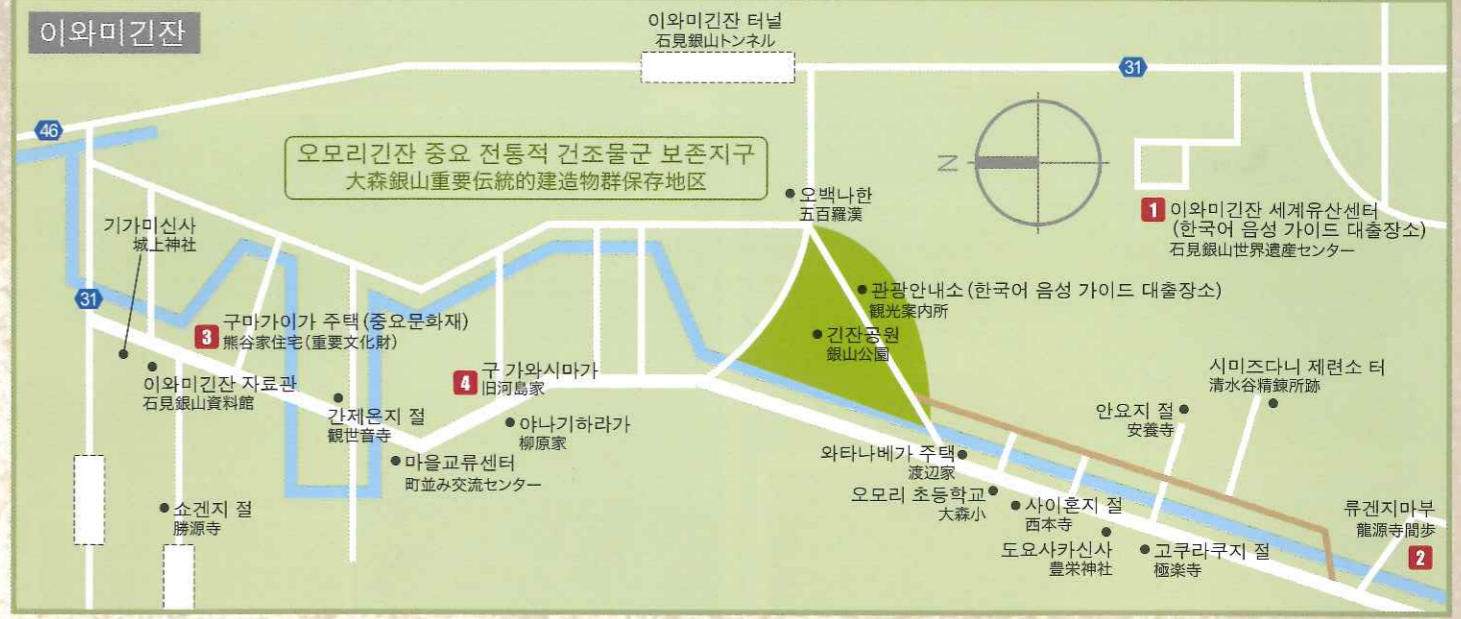 이와미긴잔
이와미긴잔 터널
石見銀山トンネル
31
46
오모리긴잔 중요 전통적 건조물군 보존지구
大森銀山重要伝統的建造物群保存地区
N
오백나한
五百羅漢
1 이와미긴잔 세계유산센터
(한국어 음성 가이드 대출장소)
石見銀山世界遺産センター
기가미신사
城上神社
31
관광안내소(한국어 음성 가이드 대출장소)
観光案内所
3 구마가이가 주택(중요문화재)
熊谷家住宅(重要文化財)
긴잔공원
銀山公園
이와미긴잔 자료관
石見銀山資料館
4 구 가와시마가
旧河島家
시미즈다니 제련소 터
清水谷精錬所跡
간제온지 절
観世音寺
야나기하라가
柳原家
안요지 절
安養寺
마을교류센터
町並み交流センター
와타나베가 주택
渡辺家
오모리 초등학교
大森小
쇼겐지 절
勝源寺
사이혼지 절
西本寺
류겐지마부
龍源寺間歩
2
도요사카신사
豊栄神社
고쿠라쿠지 절
極楽寺